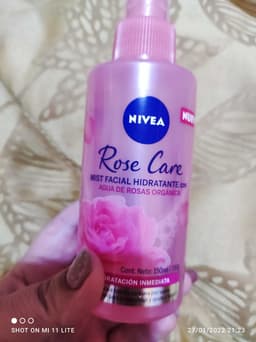 NIVEA
Rose Care
MIST FACIAL HIDRATANTE
AGUA DE ROSAS ORGÁNICA
Cont. Neto: 150ml
HIDRATACIÓN INMEDIATA
SHOT ON MI 11 LITE
27/01/2022 21:23